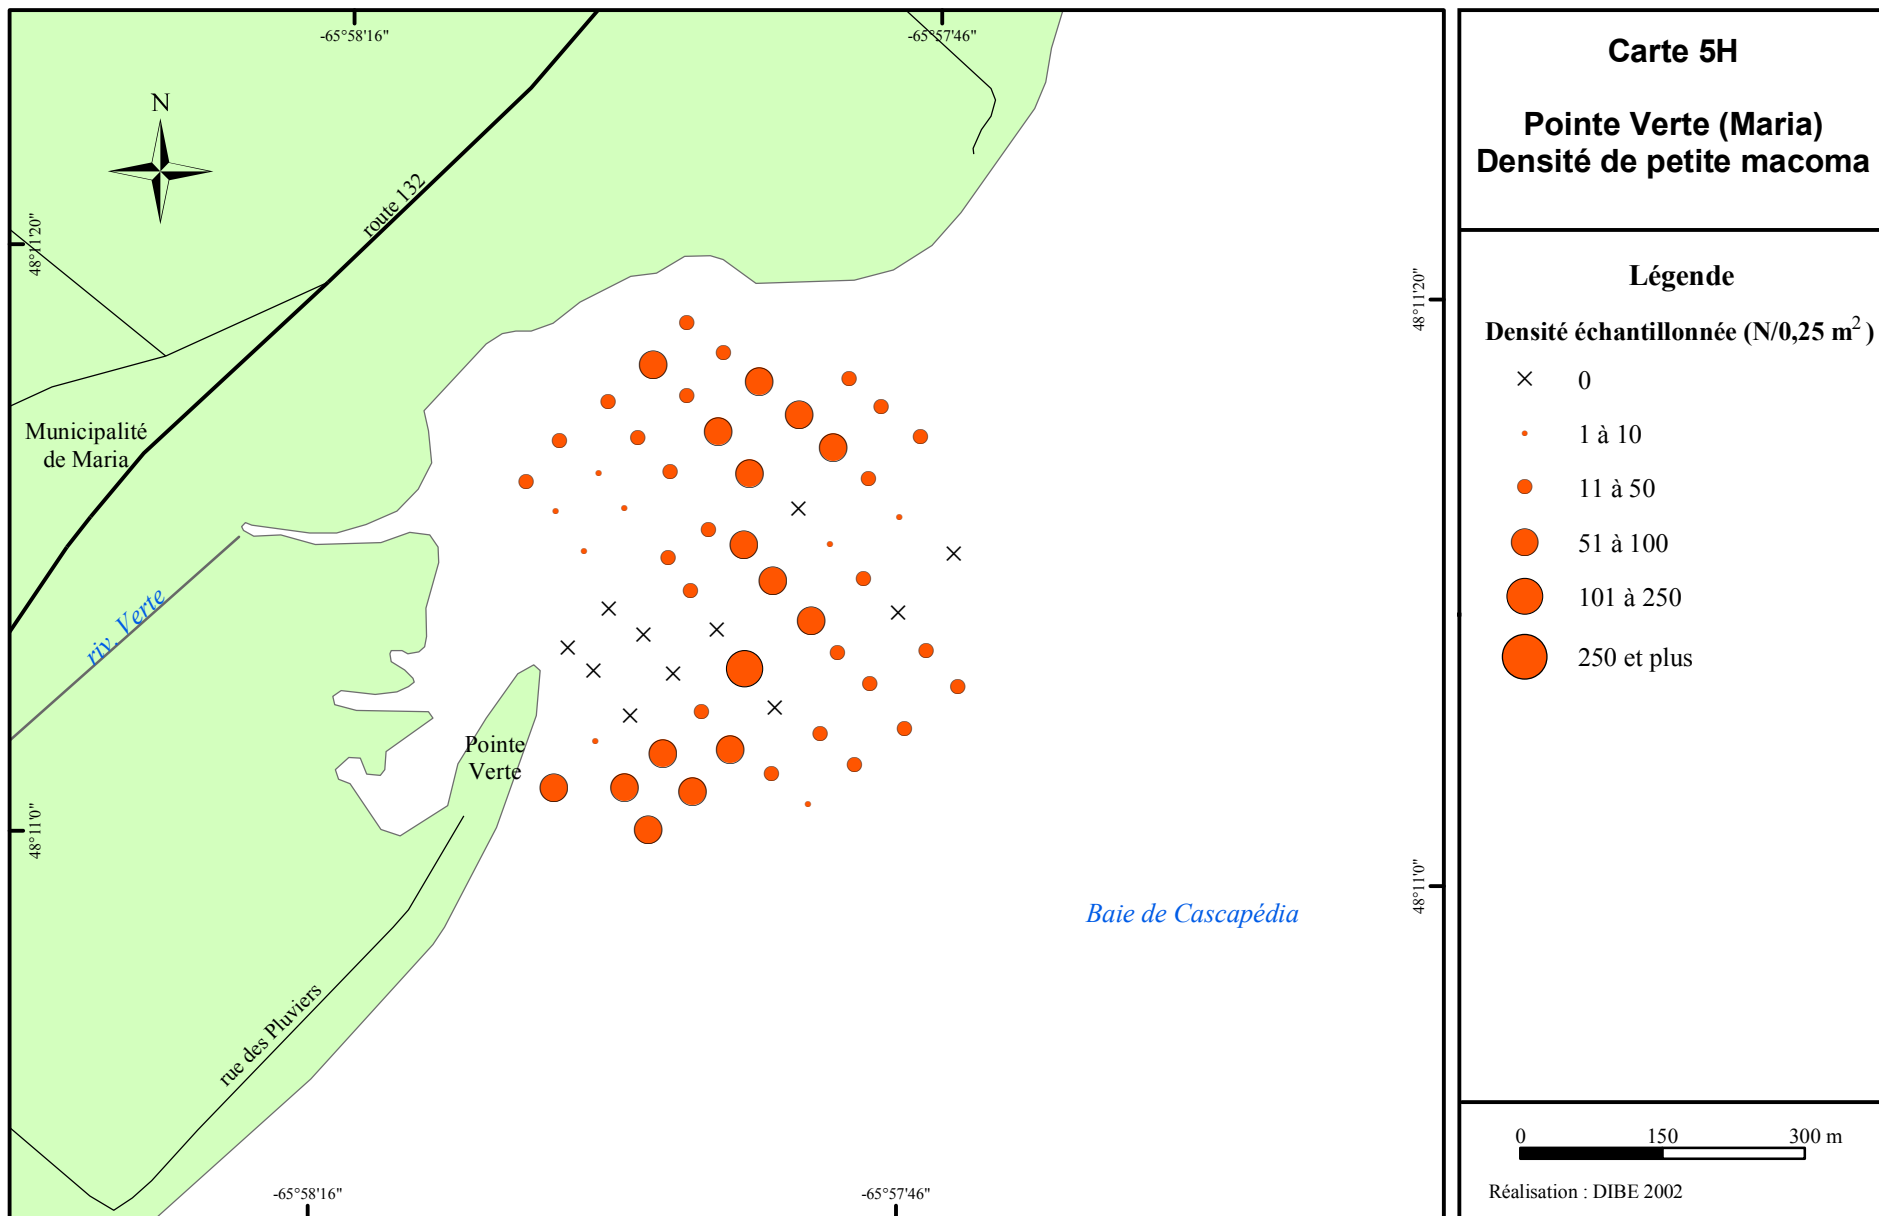 -65°58'16"
-65°57'46"
N
route 132
48°11'20"
48°11'20"
Municipalité
de Maria
riv. Verte
Pointe
Verte
48°11'0"
48°11'0"
Baie de Cascapédia
rue des Pluviers
-65°58'16"
-65°57'46"
Carte 5H
Pointe Verte (Maria)
Densité de petite macoma
Légende
Densité échantillonnée (N/0,25 m²)
0
1 à 10
11 à 50
51 à 100
101 à 250
250 et plus
0 150 300 m
Réalisation : DIBE 2002